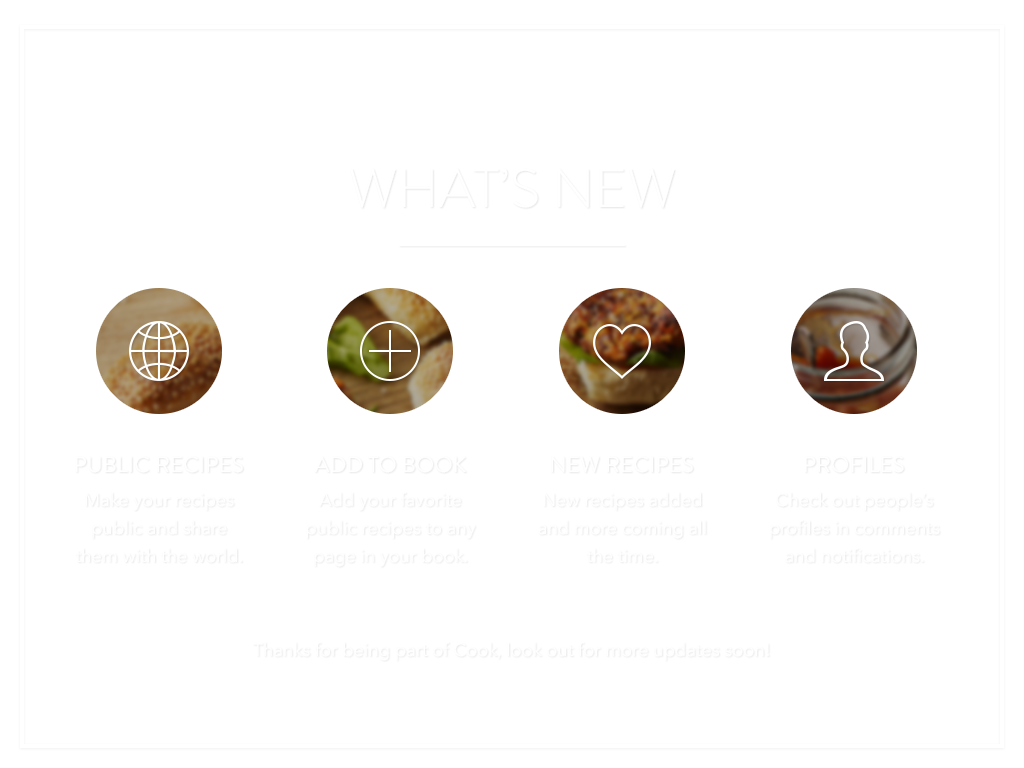 WHAT'S NEW
PUBLIC RECIPES
Make your recipes
public and share
them with the world.
ADD TO BOOK
Add your favorite
public recipes to any
page in your book.
NEW RECIPES
New recipes added
and more coming all
the time.
PROFILES
Check out people's
profiles in comments
and notifications.
Thanks for being part of Cook, look out for more updates soon!